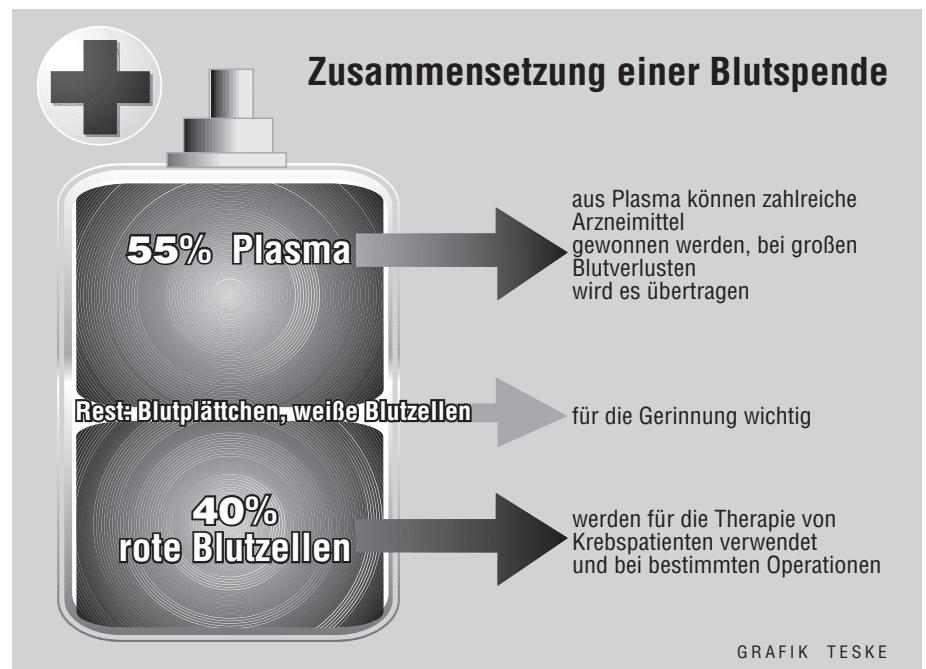 Zusammensetzung einer Blutspende
55% Plasma
aus Plasma können zahlreiche
Arzneimittel
gewonnen werden, bei großen
Blutverlusten
wird es übertragen
Rest: Blutplättchen, weiße Blutzellen
für die Gerinnung wichtig
40%
rote Blutzellen
werden für die Therapie von
Krebspatienten verwendet
und bei bestimmten Operationen
GRAFIK TESKE